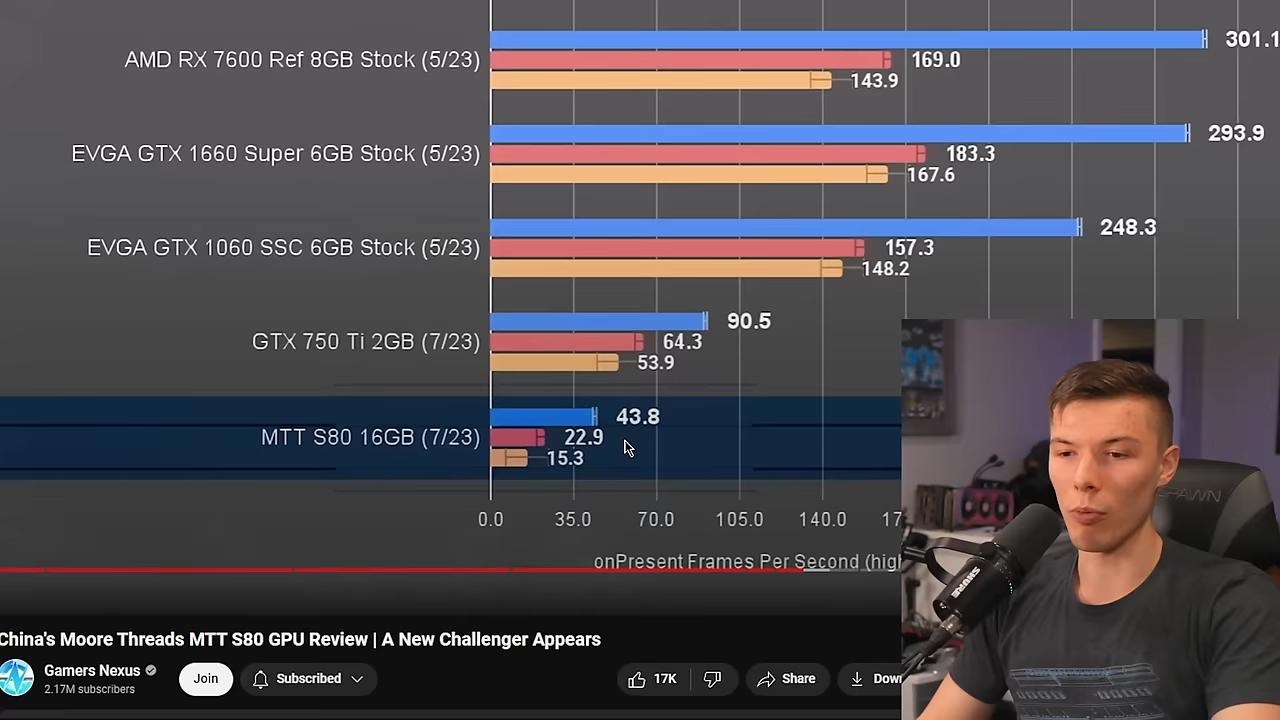 301.1
AMD RX 7600 Ref 8GB Stock (5/23)
169.0
143.9
293.9
EVGA GTX 1660 Super 6GB Stock (5/23)
183.3
167.6
248.3
EVGA GTX 1060 SSC 6GB Stock (5/23)
157.3
148.2
90.5
GTX 750 Ti 2GB (7/23)
64.3
53.9
43.8
MTT S80 16GB (7/23)
22.9
15.3
0.0 35.0 70.0 105.0 140.0 17
onPresent Frames Per Second (hig
China's Moore Threads MTT S80 GPU Review | A New Challenger Appears
Gamers Nexus
2.17M subscribers
Join
Subscribed
17K
Share
Down
SHURE